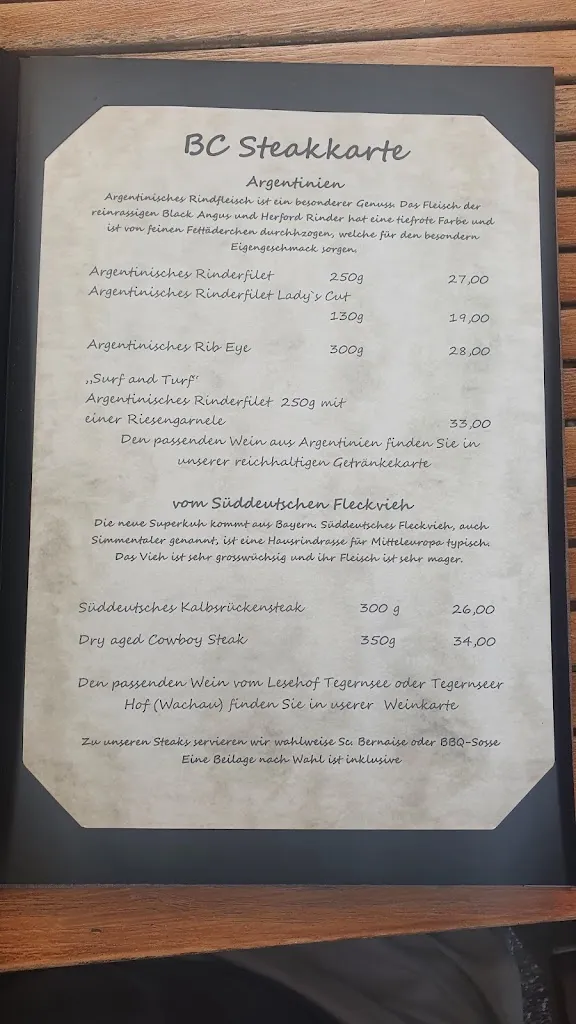 BC Steakkarte
Argentinien
Argentinisches Rindfleisch ist ein besonderer Genuss. Das Fleisch der
reinrassigen Black Angus und Herford Rinder hat eine tiefrote Farbe und
ist von feinen Fettäderchen durchhzogen, welche für den besondern
Eigengeschmack sorgen.
Argentinisches Rinderfilet 250g 27,00
Argentinisches Rinderfilet Lady`s Cut
130g 19,00
Argentinisches Rib Eye 300g 28,00
„Surf and Turf"
Argentinisches Rinderfilet 250g mit
einer Riesengarnele 33,00
Den passenden Wein aus Argentinien finden Sie in
unserer reichhaltigen Getränkekarte
vom Süddeutschen Fleckvieh
Die neue Superkuh kommt aus Bayern. Süddeutsches Fleckvieh, auch
Simmentaler genannt, ist eine Hausrindrasse für Mitteleuropa typisch.
Das Vieh ist sehr grosswüchsig und ihr Fleisch ist sehr mager.
Süddeutsches Kalbsrückensteak 300 g 26,00
Dry aged Cowboy Steak 350g 34,00
Den passenden Wein vom Lesehof Tegernsee oder Tegernseer
Hof (Wachau) finden Sie in userer Weinkarte
Zu unseren Steaks servieren wir wahlweise Sc. Bernaise oder BBQ-Sosse
Eine Beilage nach Wahl ist inklusive